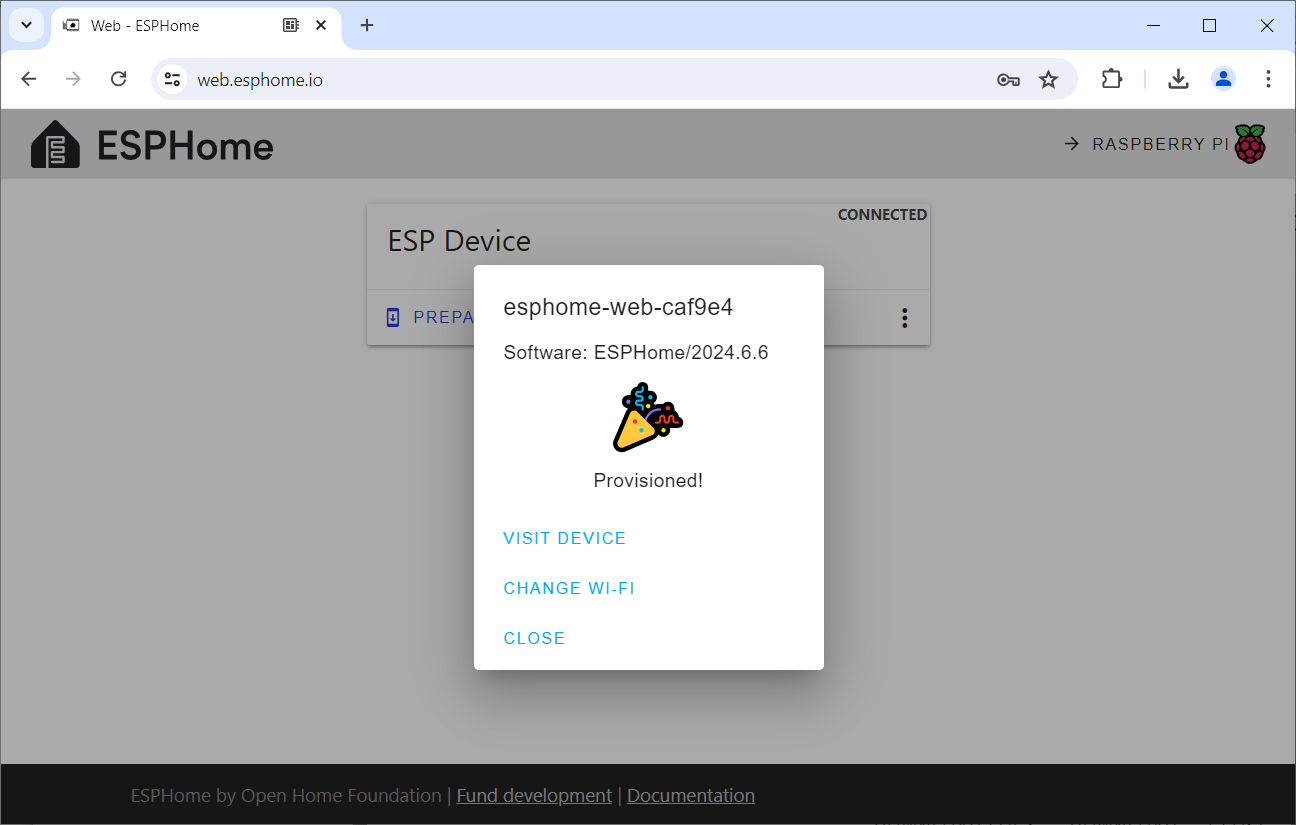 Web - ESPHome
web.esphome.io
ESPHome
RASPBERRY PI
CONNECTED
ESP Device
esphome-web-caf9e4
PREPA
Software: ESPHome/2024.6.6
Provisioned!
VISIT DEVICE
CHANGE WI-FI
CLOSE
ESPHome by Open Home Foundation | Fund development | Documentation